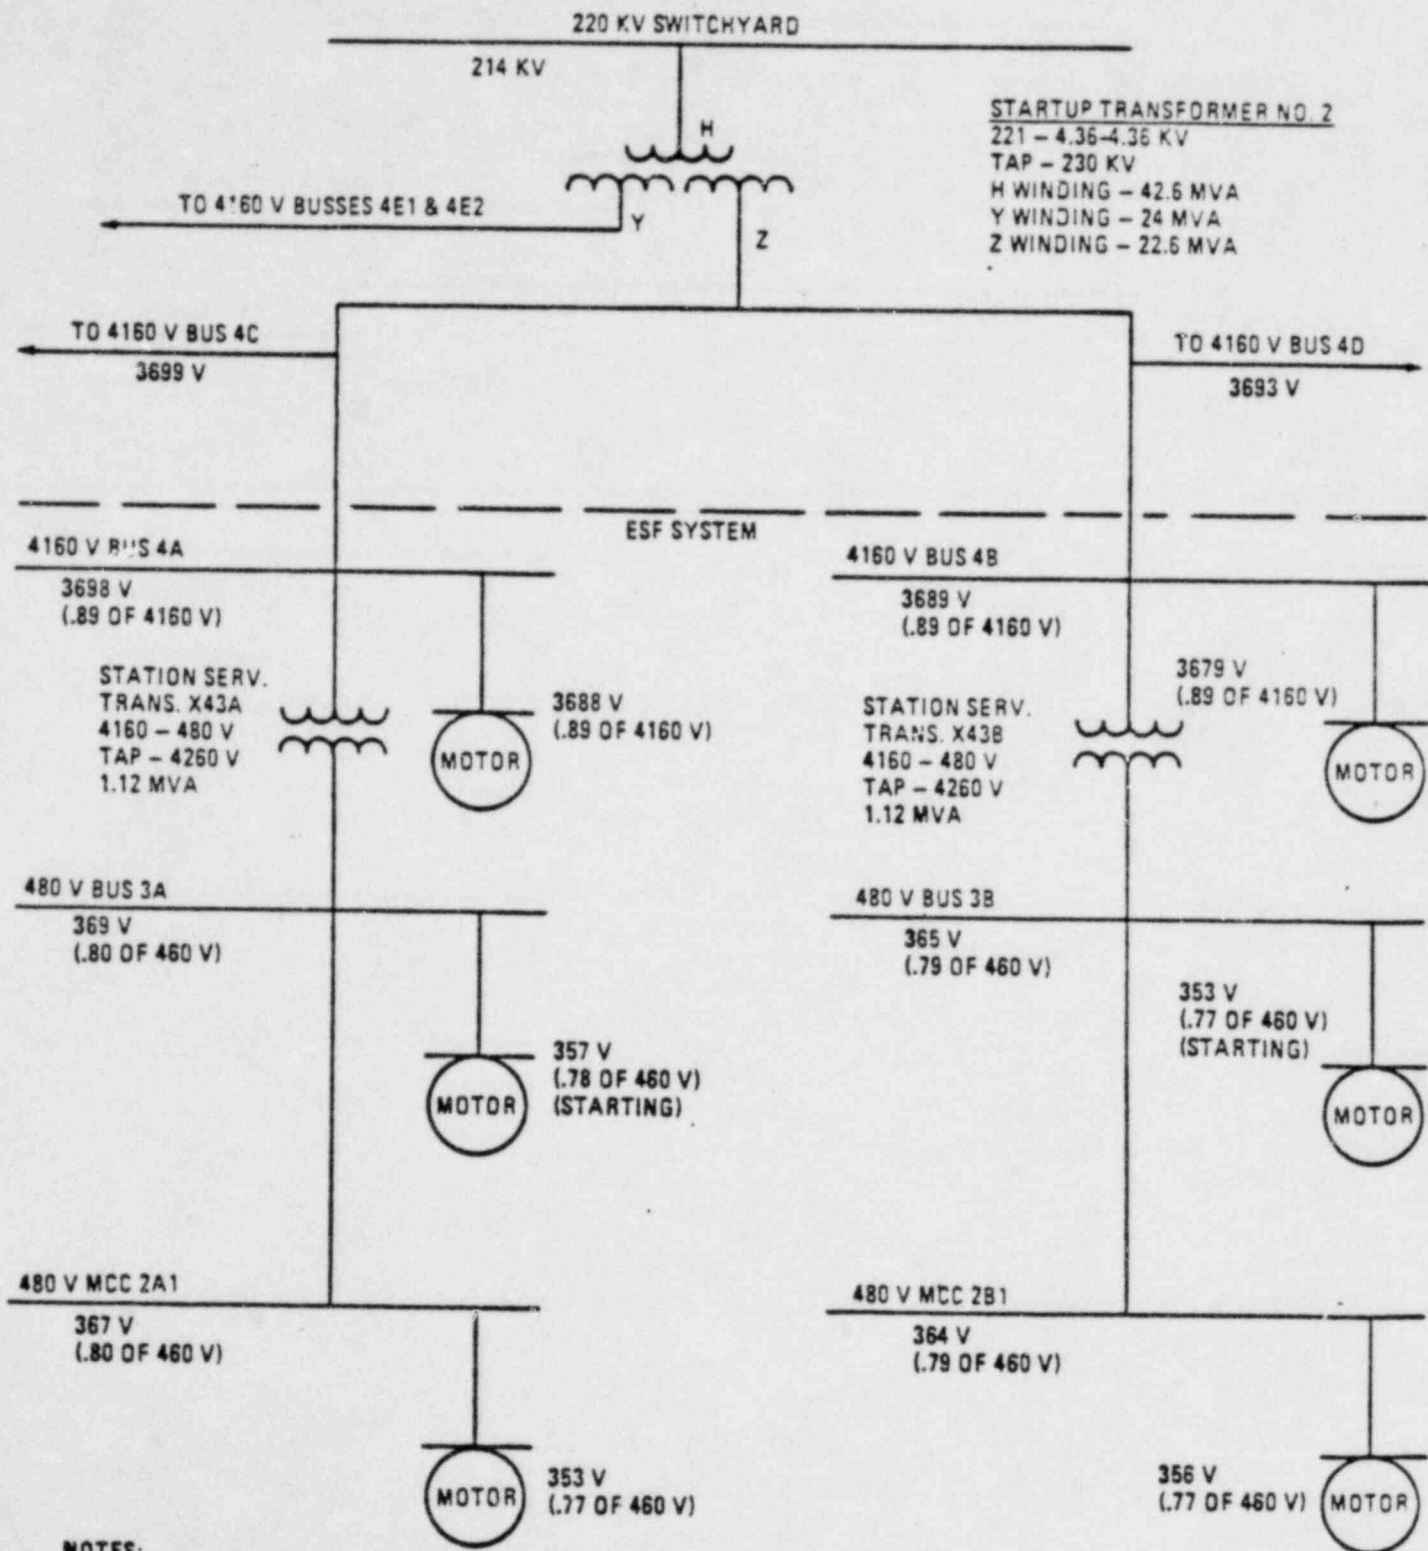 220 KV SWITCHYARD
214 KV
H
STARTUP TRANSFORMER NO. 2
221 – 4.36-4.36 KV
TAP – 230 KV
H WINDING – 42.6 MVA
Y WINDING – 24 MVA
Z WINDING – 22.6 MVA
TO 4160 V BUSSES 4E1 & 4E2
Y
Z
TO 4160 V BUS 4C
3699 V
TO 4160 V BUS 4D
3693 V
ESF SYSTEM
4160 V BUS 4A
3698 V
(.89 OF 4160 V)
4160 V BUS 4B
3689 V
(.89 OF 4160 V)
STATION SERV.
TRANS. X43A
4160 – 480 V
TAP – 4260 V
1.12 MVA
3688 V
(.89 OF 4160 V)
MOTOR
STATION SERV.
TRANS. X43B
4160 – 480 V
TAP – 4260 V
1.12 MVA
3679 V
(.89 OF 4160 V)
MOTOR
480 V BUS 3A
369 V
(.80 OF 460 V)
480 V BUS 3B
365 V
(.79 OF 460 V)
357 V
(.78 OF 460 V)
(STARTING)
MOTOR
353 V
(.77 OF 460 V)
(STARTING)
MOTOR
480 V MCC 2A1
367 V
(.80 OF 460 V)
480 V MCC 2B1
364 V
(.79 OF 460 V)
353 V
(.77 OF 460 V)
MOTOR
356 V
(.77 OF 460 V)
MOTOR
NOTES: